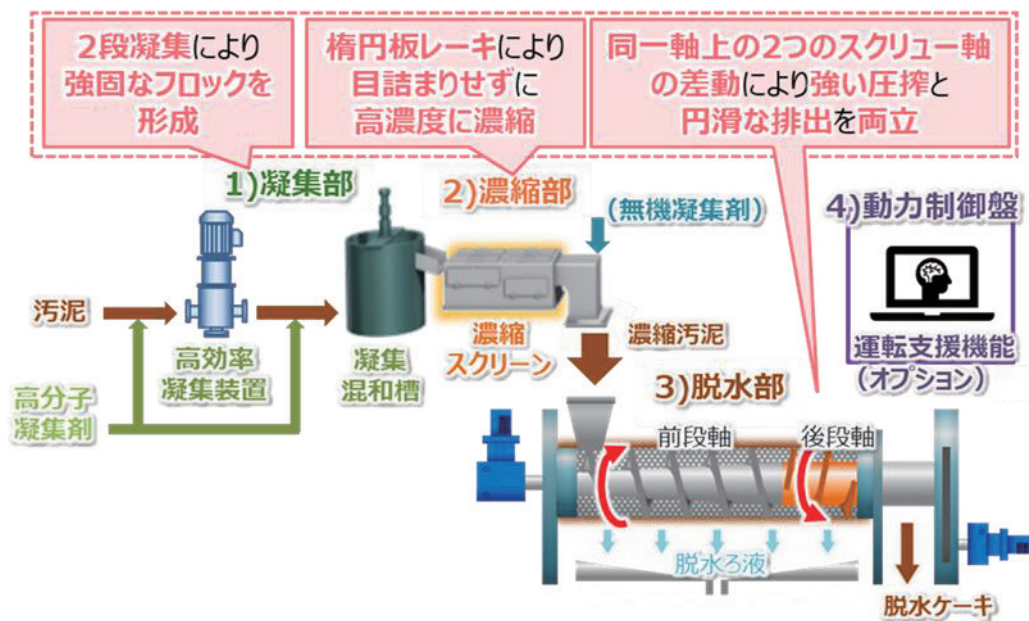 2段凝集により
強固なフロックを
形成
楕円板レーキにより
目詰まりせずに
高濃度に濃縮
同一軸上の2つのスクリュー軸
の差動により強い圧搾と
円滑な排出を両立
1)凝集部
2)濃縮部
(無機凝集剤)
4)動力制御盤
汚泥
高効率
凝集装置
凝集
混和槽
濃縮
スクリーン
濃縮汚泥
運転支援機能
(オプション)
高分子
凝集剤
3)脱水部
前段軸
後段軸
脱水ろ液
脱水ケーキ